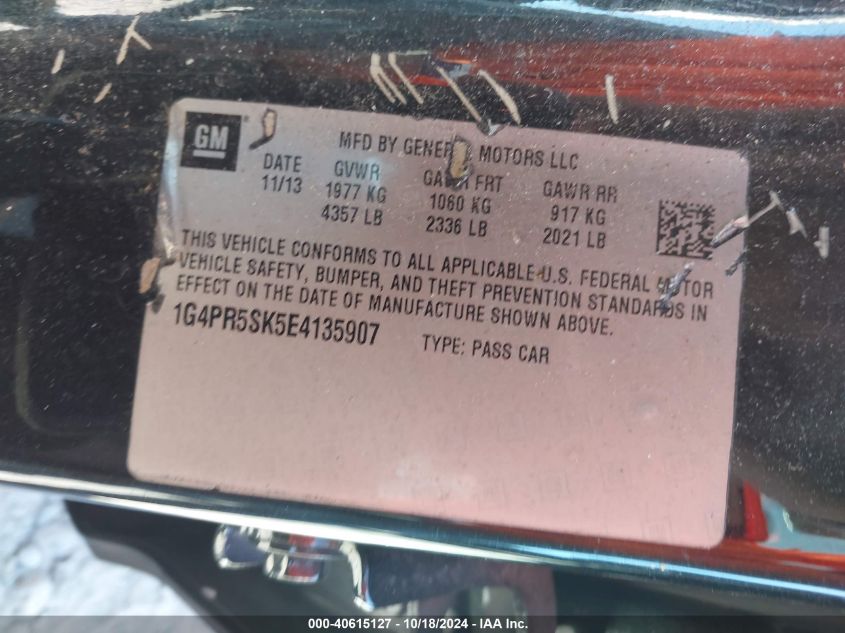 GM
MFD BY GENERAL MOTORS LLC
DATE GVWR GAWR FRT GAWR RR
11/13 1977 KG 1060 KG 917 KG
4357 LB 2336 LB 2021 LB
THIS VEHICLE CONFORMS TO ALL APPLICABLE U.S. FEDERAL MOTOR
VEHICLE SAFETY, BUMPER, AND THEFT PREVENTION STANDARDS IN
EFFECT ON THE DATE OF MANUFACTURE SHOWN ABOVE.
1G4PR5SK5E4135907 TYPE: PASS CAR
000-40615127 - 10/18/2024 - IAA Inc.